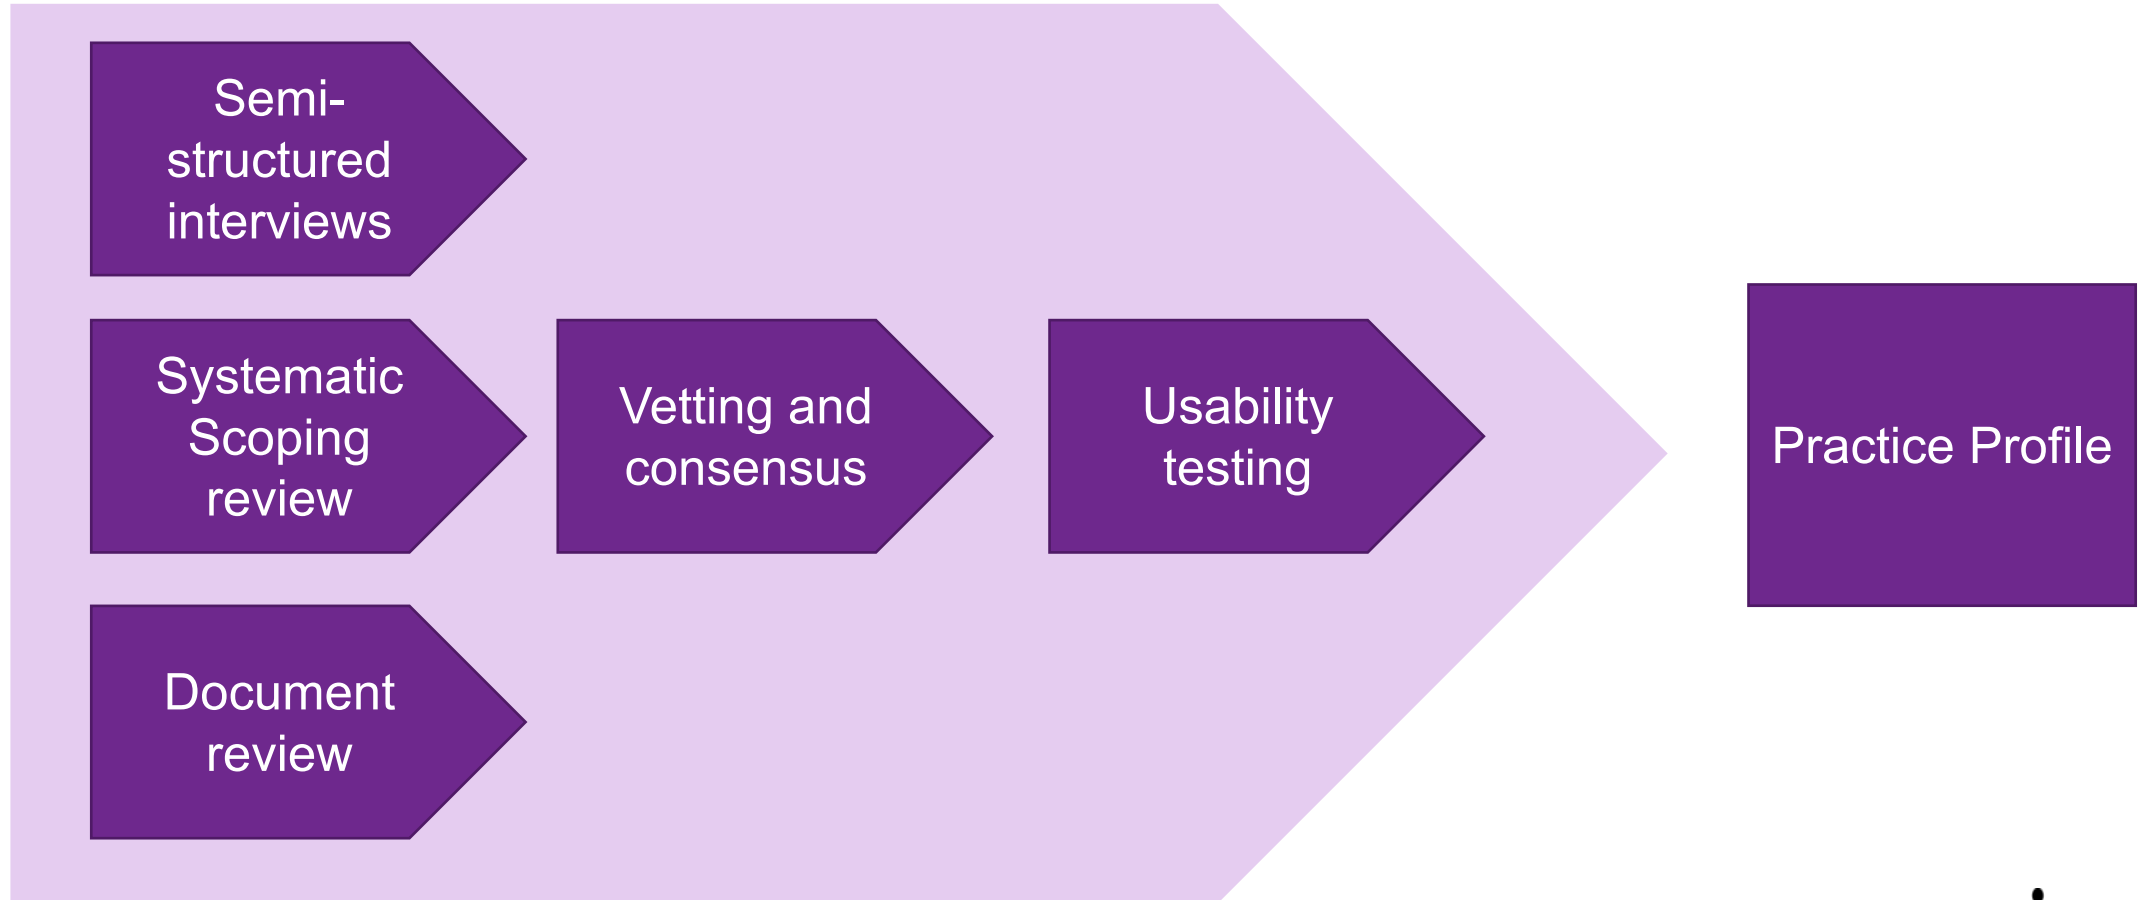 Semi-
structured
interviews
Systematic
Scoping
review
Document
review
Vetting and
consensus
Usability
testing
Practice Profile